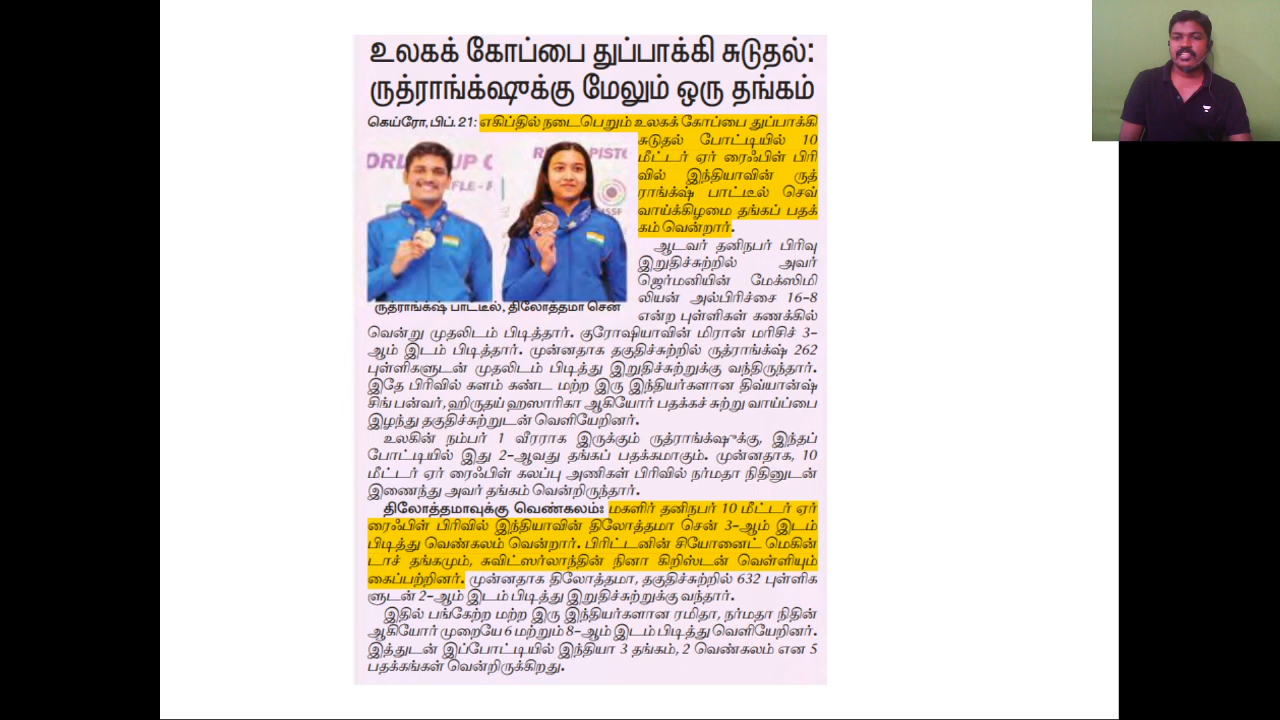 உலகக் கோப்பை துப்பாக்கி சுடுதல்:
ருத்ராங்க்ஷுக்கு மேலும் ஒரு தங்கம்
கெய்ரோ, பிப். 21: எகிப்தில் நடைபெறும் உலகக் கோப்பை துப்பாக்கி
சுடுதல் போட்டியில் 10
மீட்டர் ஏர் ரைஃபிள் பிரி
வில் இந்தியாவின் ருத்
ராங்க்ஷ் பாட்டீல் செவ்
வாய்க்கிழமை தங்கப் பதக்
கம் வென்றார்.
ஆடவர் தனிநபர் பிரிவு
இறுதிச்சுற்றில் அவர்
ஜெர்மனியின் மேக்ஸிமி
லியன் அல்பிரிச்சை 16-8
என்ற புள்ளிகள் கணக்கில்
ருத்ராங்க்ஷ் பாட்டீல், திலோத்தமா சென்
வென்று முதலிடம் பிடித்தார். குரோஷியாவின் மிரான் மரிசிச் 3-
ஆம் இடம் பிடித்தார். முன்னதாக தகுதிச்சுற்றில் ருத்ராங்க்ஷ் 262
புள்ளிகளுடன் முதலிடம் பிடித்து இறுதிச்சுற்றுக்கு வந்திருந்தார்.
இதே பிரிவில் களம் கண்ட மற்ற இரு இந்தியர்களான திவ்யான்ஷ்
சிங் பன்வர், ஹிருதய் ஹஸாரிகா ஆகியோர் பதக்கச் சுற்று வாய்ப்பை
இழந்து தகுதிச்சுற்றுடன் வெளியேறினர்.
உலகின் நம்பர் 1 வீரராக இருக்கும் ருத்ராங்க்ஷுக்கு, இந்தப்
போட்டியில் இது 2-ஆவது தங்கப் பதக்கமாகும். முன்னதாக, 10
மீட்டர் ஏர் ரைஃபிள் கலப்பு அணிகள் பிரிவில் நர்மதா நிதினுடன்
இணைந்து அவர் தங்கம் வென்றிருந்தார்.
திலோத்தமாவுக்கு வெண்கலம்: மகளிர் தனிநபர் 10 மீட்டர் ஏர்
ரைஃபிள் பிரிவில் இந்தியாவின் திலோத்தமா சென் 3-ஆம் இடம்
பிடித்து வெண்கலம் வென்றார். பிரிட்டனின் சியோனைட் மெகின்
டாச் தங்கமும், சுவிட்ஸர்லாந்தின் நினா கிறிஸ்டன் வெள்ளியும்
கைப்பற்றினர். முன்னதாக திலோத்தமா, தகுதிச்சுற்றில் 632 புள்ளிக
ளுடன் 2-ஆம் இடம் பிடித்து இறுதிச்சுற்றுக்கு வந்தார்.
இதில் பங்கேற்ற மற்ற இரு இந்தியர்களான ரமிதா, நர்மதா நிதின்
ஆகியோர் முறையே 6 மற்றும் 8-ஆம் இடம் பிடித்து வெளியேறினர்.
இத்துடன் இப்போட்டியில் இந்தியா 3 தங்கம், 2 வெண்கலம் என 5
பதக்கங்கள் வென்றிருக்கிறது.